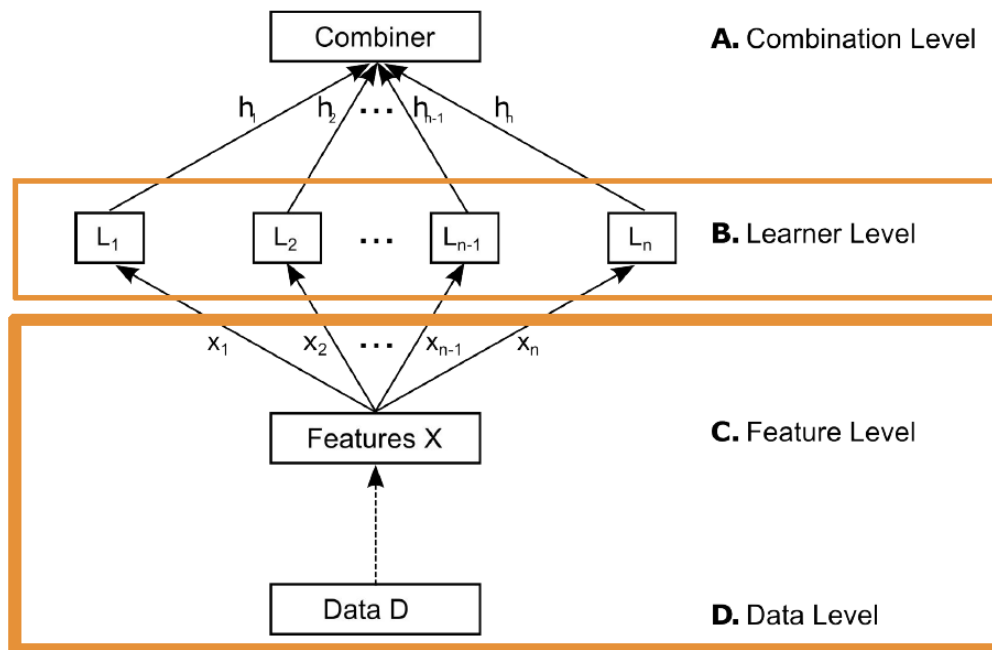 Combiner
A. Combination Level
h₁ h₂ ... hₙ₋₁ hₙ
L₁ L₂ ... Lₙ₋₁ Lₙ
B. Learner Level
x₁ x₂ ... xₙ₋₁ xₙ
Features X
C. Feature Level
Data D
D. Data Level